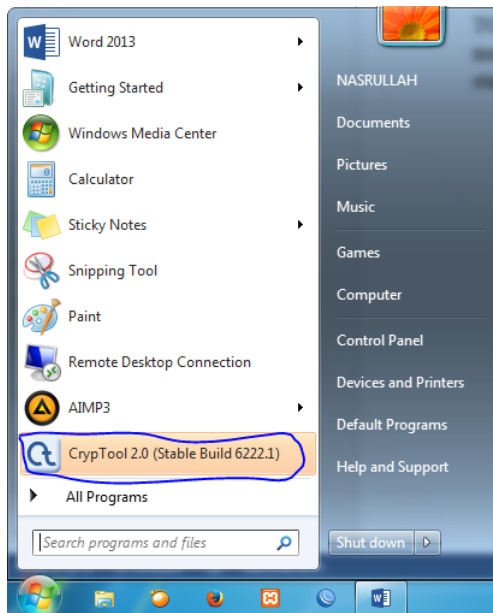 Word 2013
Getting Started
Windows Media Center
Calculator
Sticky Notes
Snipping Tool
Paint
Remote Desktop Connection
AIMP3
CrypTool 2.0 (Stable Build 6222.1)
All Programs
Search programs and files
NASRULLAH
Documents
Pictures
Music
Games
Computer
Control Panel
Devices and Printers
Default Programs
Help and Support
Shut down